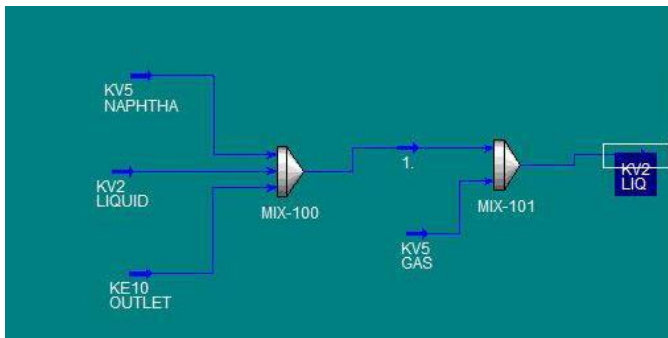 KV5
NAPHTHA
KV2
LIQUID
MIX-100
KE10
OUTLET
1.
KV5
GAS
MIX-101
KV2
LIQ